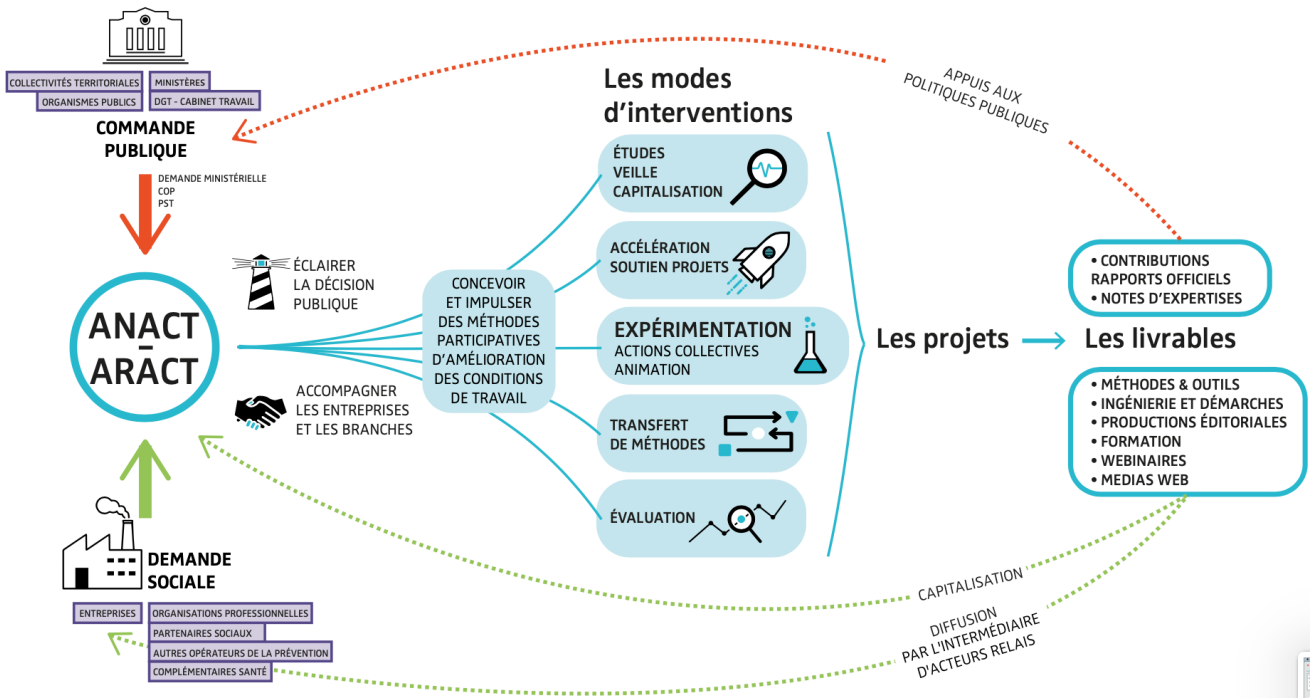 COLLECTIVITÉS TERRITORIALES
MINISTÈRES
ORGANISMES PUBLICS
DGT - CABINET TRAVAIL
COMMANDE
PUBLIQUE
DEMANDE MINISTÉRIELLE
COP
PST
ANACT
–
ARACT
ÉCLAIRER
LA DÉCISION
PUBLIQUE
ACCOMPAGNER
LES ENTREPRISES
ET LES BRANCHES
DEMANDE
SOCIALE
ENTREPRISES
ORGANISATIONS PROFESSIONNELLES
PARTENAIRES SOCIAUX
AUTRES OPÉRATEURS DE LA PRÉVENTION
COMPLÉMENTAIRES SANTÉ
CONCEVOIR
ET IMPULSER
DES MÉTHODES
PARTICIPATIVES
D'AMÉLIORATION
DES CONDITIONS
DE TRAVAIL
Les modes
d'interventions
ÉTUDES
VEILLE
CAPITALISATION
ACCÉLÉRATION
SOUTIEN PROJETS
EXPÉRIMENTATION
ACTIONS COLLECTIVES
ANIMATION
TRANSFERT
DE MÉTHODES
ÉVALUATION
Les projets
Les livrables
APPUIS AUX
POLITIQUES PUBLIQUES
• CONTRIBUTIONS
RAPPORTS OFFICIELS
• NOTES D'EXPERTISES
• MÉTHODES & OUTILS
• INGÉNIERIE ET DÉMARCHES
• PRODUCTIONS ÉDITORIALES
• FORMATION
• WEBINAIRES
• MEDIAS WEB
CAPITALISATION
DIFFUSION
PAR L'INTERMÉDIAIRE
D'ACTEURS RELAIS